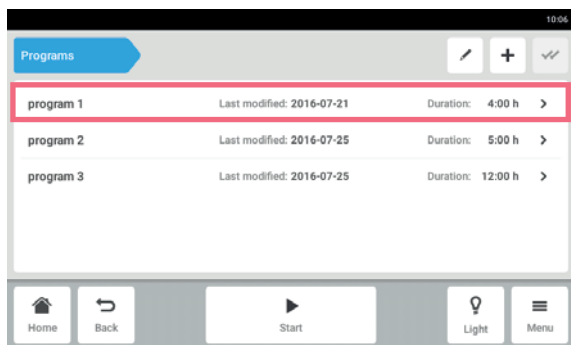 10:06
Programs
program 1 Last modified: 2016-07-21 Duration: 4:00 h
program 2 Last modified: 2016-07-25 Duration: 5:00 h
program 3 Last modified: 2016-07-25 Duration: 12:00 h
Home Back Start Light Menu